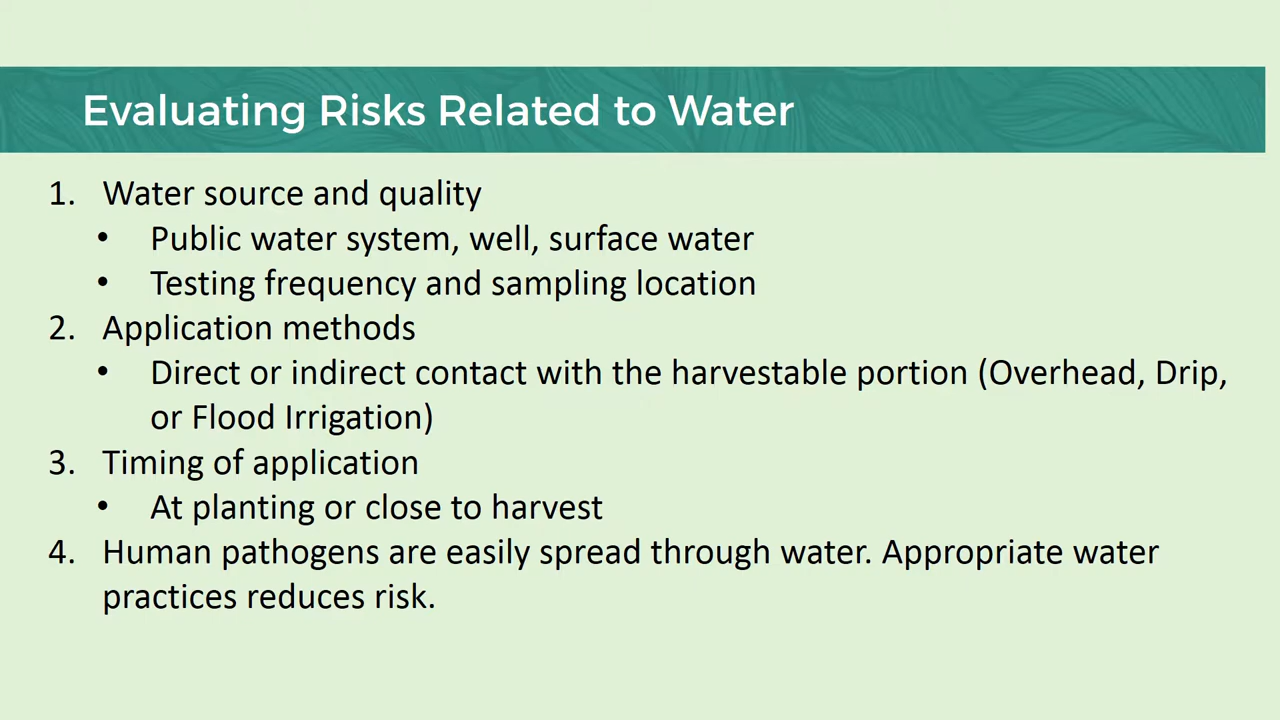 Evaluating Risks Related to Water
1. Water source and quality
• Public water system, well, surface water
• Testing frequency and sampling location
2. Application methods
• Direct or indirect contact with the harvestable portion (Overhead, Drip,
or Flood Irrigation)
3. Timing of application
• At planting or close to harvest
4. Human pathogens are easily spread through water. Appropriate water
practices reduces risk.